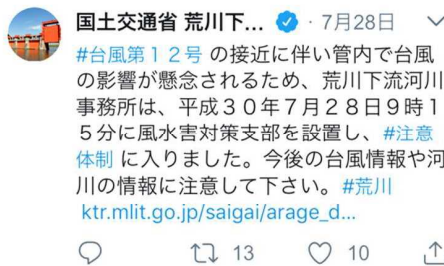 国土交通省 荒川下... · 7月28日
#台風第１２号 の接近に伴い管内で台風
の影響が懸念されるため、荒川下流河川
事務所は、平成３０年７月２８日９時１
５分に風水害対策支部を設置し、#注意
体制 に入りました。今後の台風情報や河
川の情報に注意して下さい。#荒川
ktr.mlit.go.jp/saigai/arage_d...
13 10